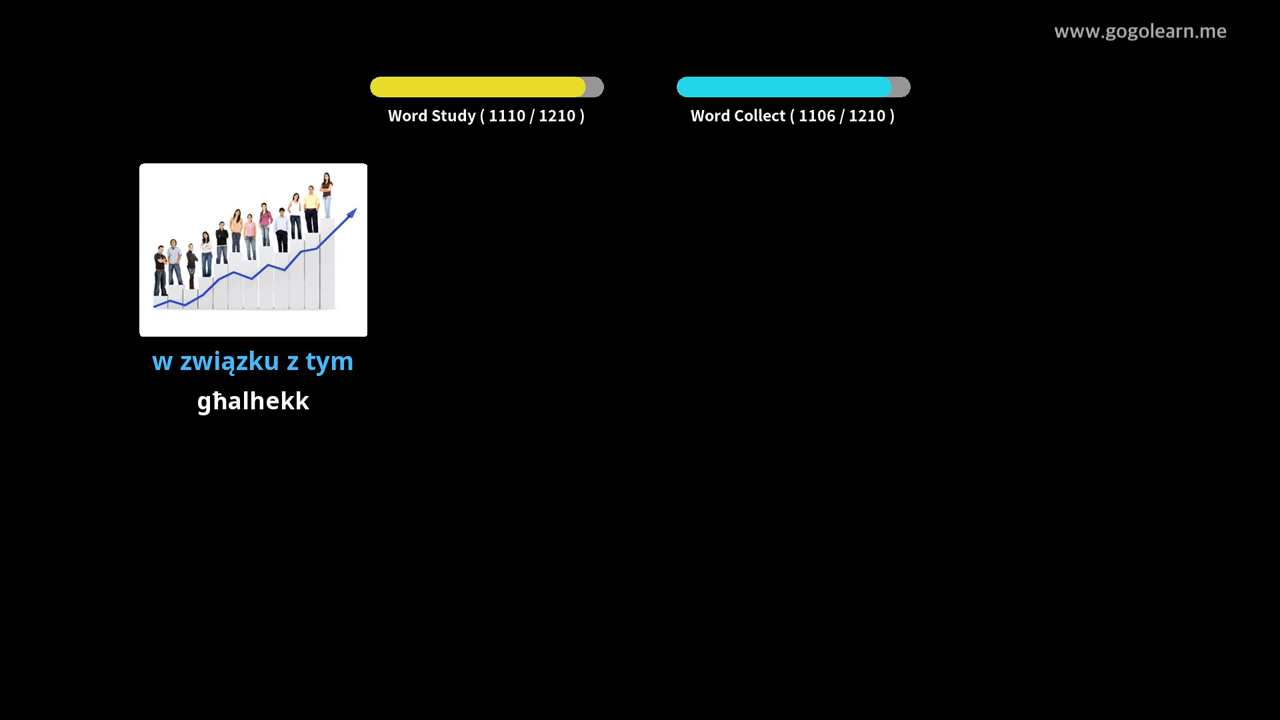 www.gogolearn.me
Word Study ( 1110 / 1210 )
Word Collect ( 1106 / 1210 )
w związku z tym
għalhekk